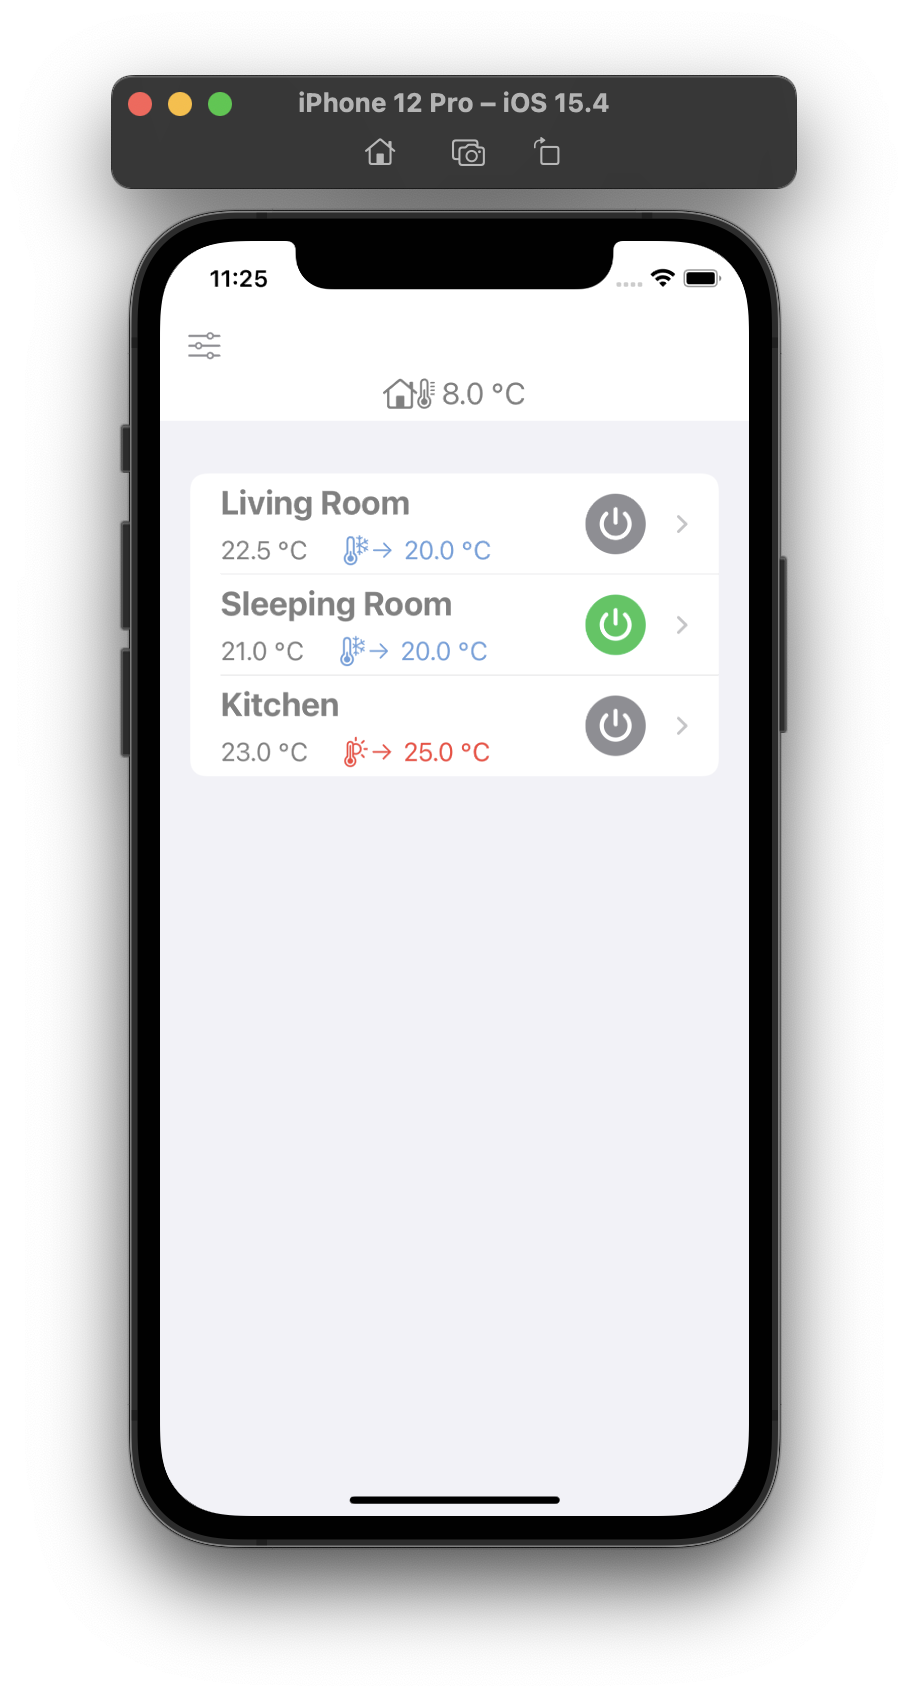 iPhone 12 Pro – iOS 15.4
11:25
8.0 °C
Living Room
22.5 °C → 20.0 °C
Sleeping Room
21.0 °C → 20.0 °C
Kitchen
23.0 °C → 25.0 °C